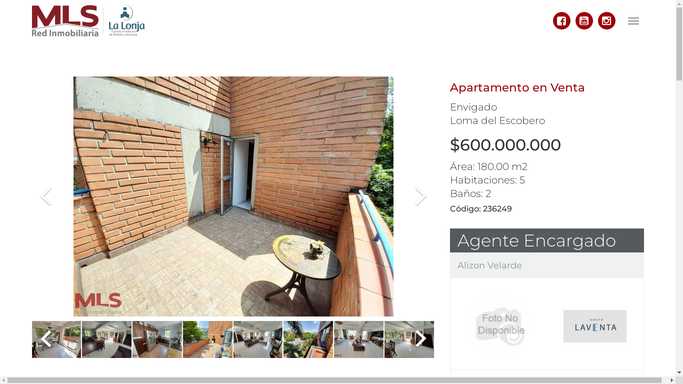 MLS
Red Inmobiliaria
La Lonja
Apartamento en Venta
Envigado
Loma del Escobero
$600.000.000
Área: 180.00 m2
Habitaciones: 5
Baños: 2
Código: 236249
Agente Encargado
Alizon Velarde
Foto No
Disponible
LAVENTA
MLS